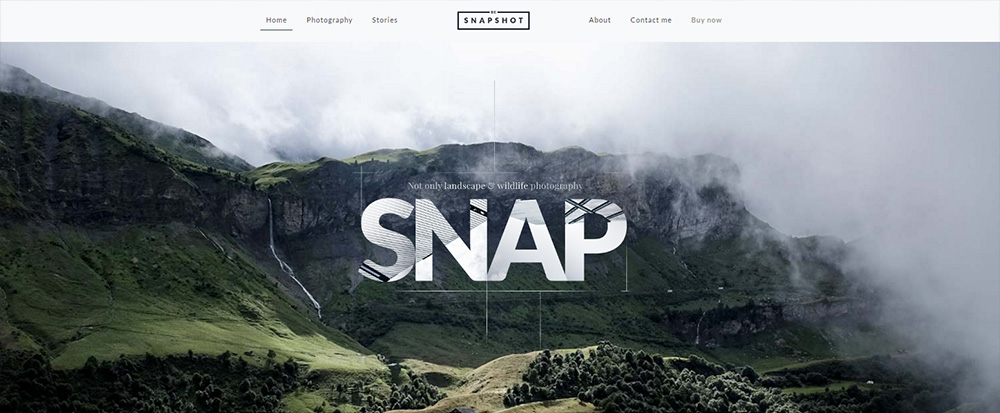 Home
Photography
Stories
BE
SNAPSHOT
About
Contact me
Buy now
Not only landscape & wildlife photography
SNAP